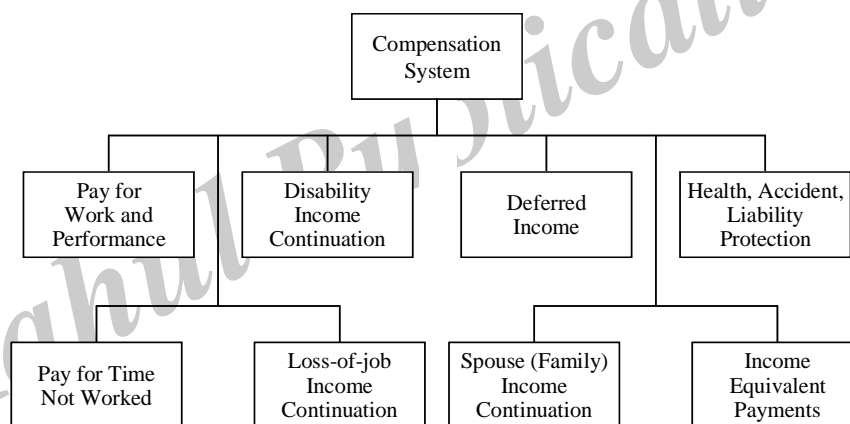 Compensation
System
Pay for
Work and
Performance
Disability
Income
Continuation
Deferred
Income
Health, Accident,
Liability
Protection
Pay for Time
Not Worked
Loss-of-job
Income
Continuation
Spouse (Family)
Income
Continuation
Income
Equivalent
Payments